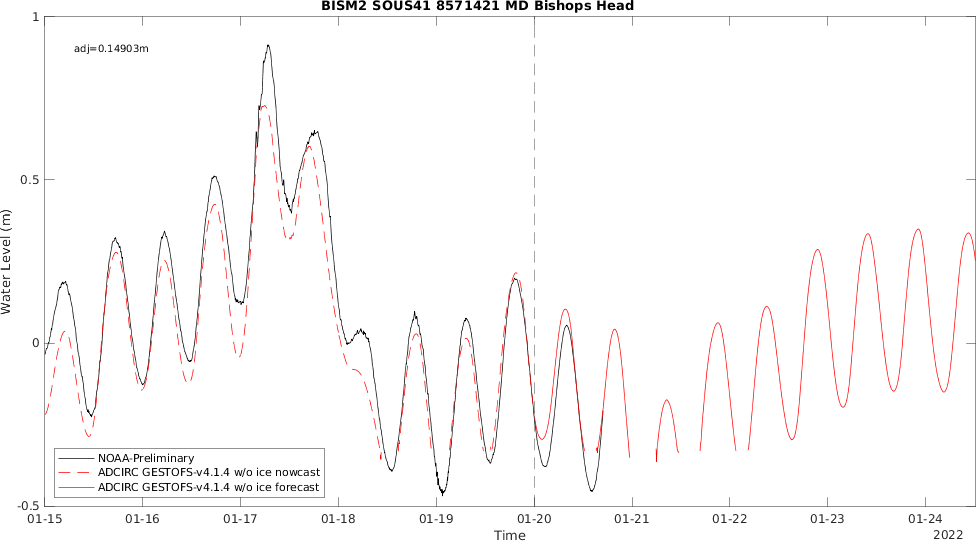 BISM2 SOUS41 8571421 MD Bishops Head
adj=0.14903m
1
0.5
0
-0.5
Water Level (m)
NOAA-Preliminary
ADCIRC GESTOFS-v4.1.4 w/o ice nowcast
ADCIRC GESTOFS-v4.1.4 w/o ice forecast
01-15 01-16 01-17 01-18 01-19 01-20 01-21 01-22 01-23 01-24
Time
2022